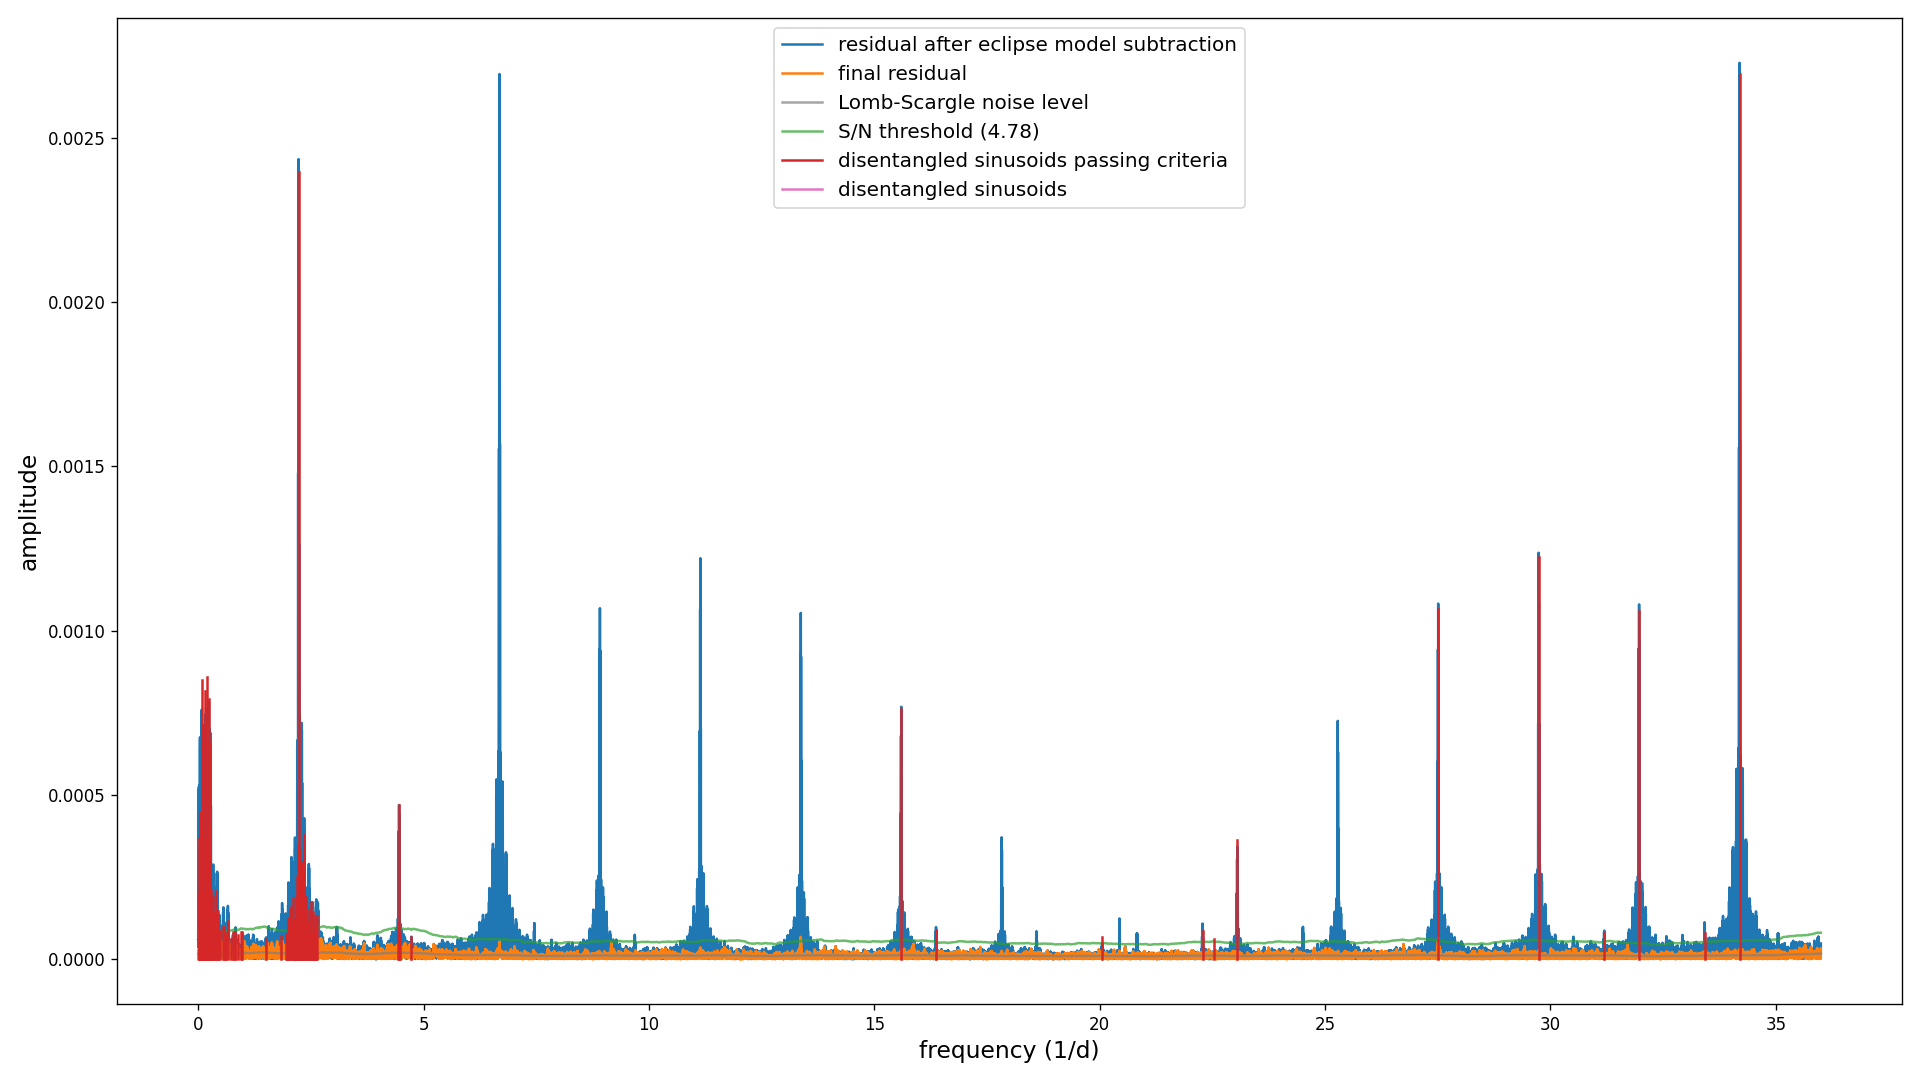 residual after eclipse model subtraction
final residual
Lomb-Scargle noise level
S/N threshold (4.78)
disentangled sinusoids passing criteria
disentangled sinusoids
amplitude
0.0025
0.0020
0.0015
0.0010
0.0005
0.0000
0 5 10 15 20 25 30 35
frequency (1/d)